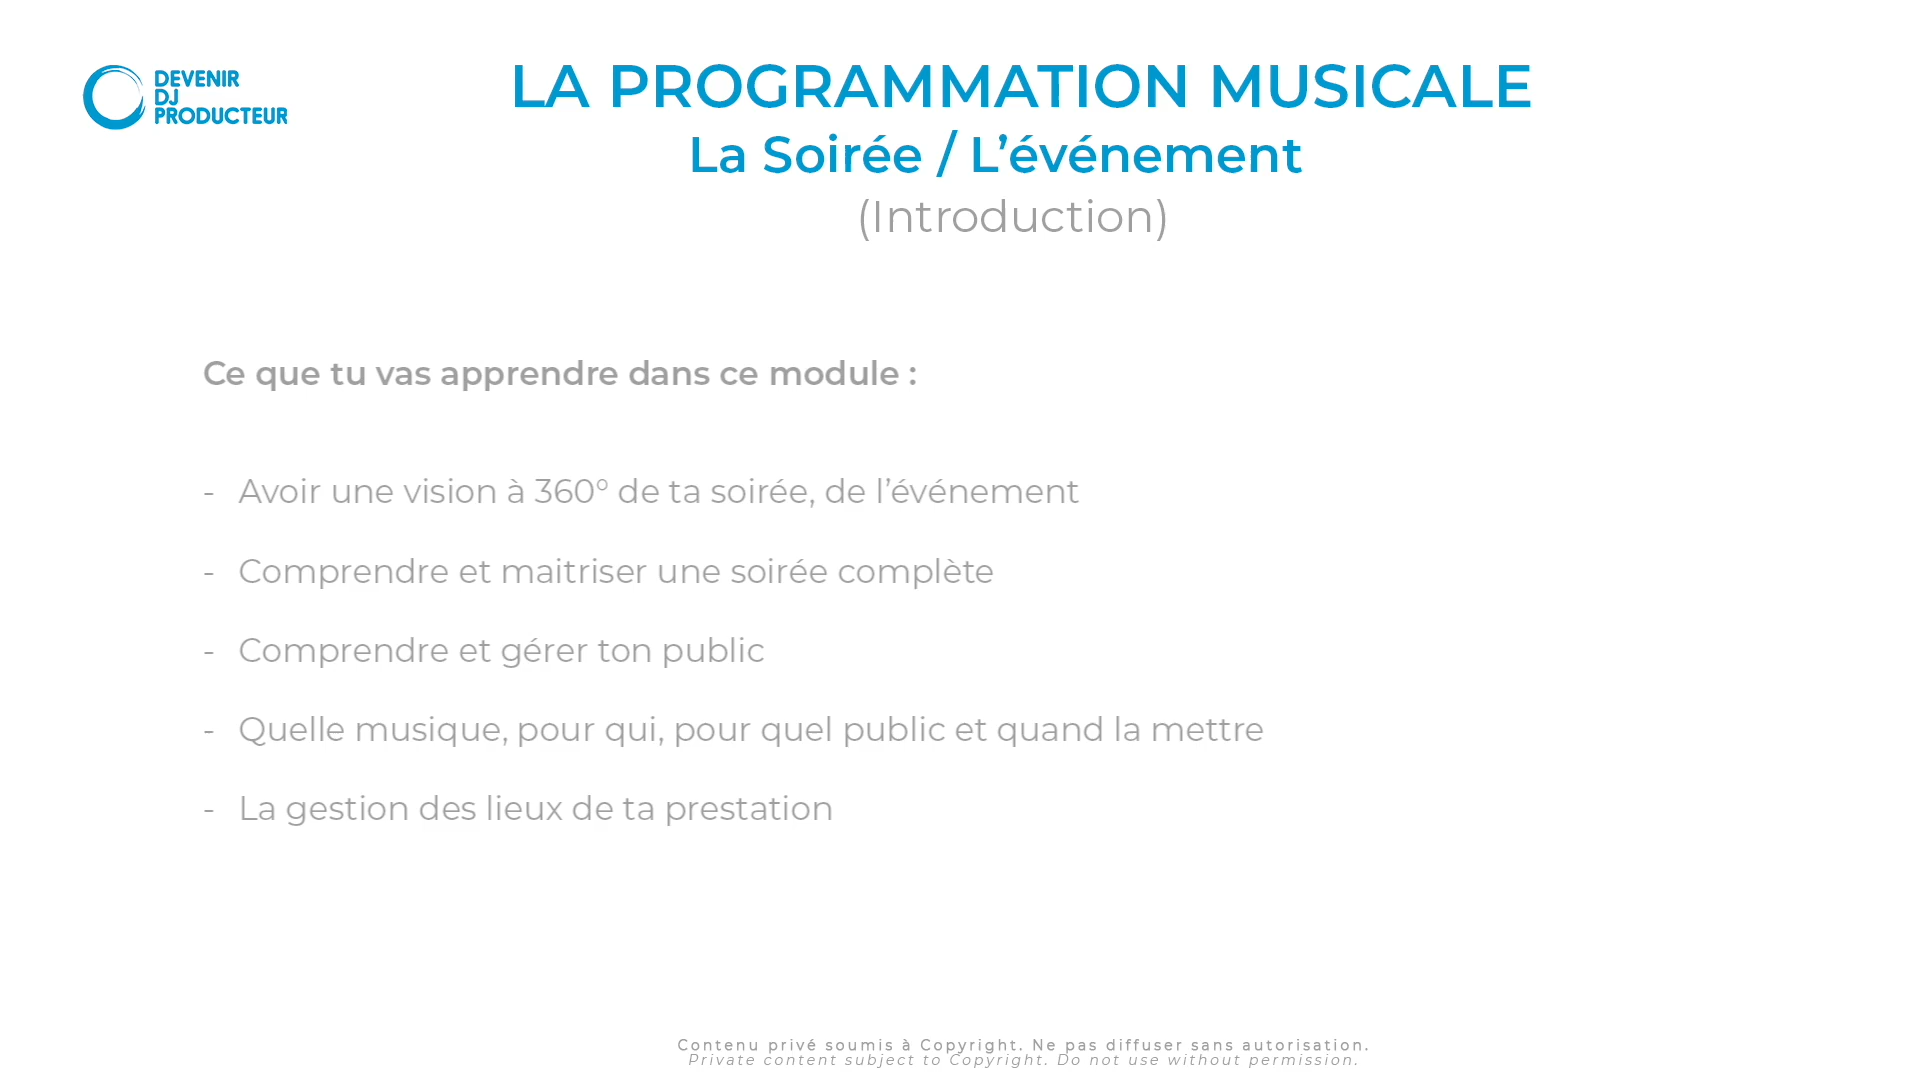 DEVENIR
DJ
PRODUCTEUR
LA PROGRAMMATION MUSICALE
La Soirée / L’événement
(Introduction)
Ce que tu vas apprendre dans ce module :
- Avoir une vision à 360° de ta soirée, de l’événement
- Comprendre et maitriser une soirée complète
- Comprendre et gérer ton public
- Quelle musique, pour qui, pour quel public et quand la mettre
- La gestion des lieux de ta prestation
Contenu privé soumis à Copyright. Ne pas diffuser sans autorisation.
Private content subject to Copyright. Do not use without permission.